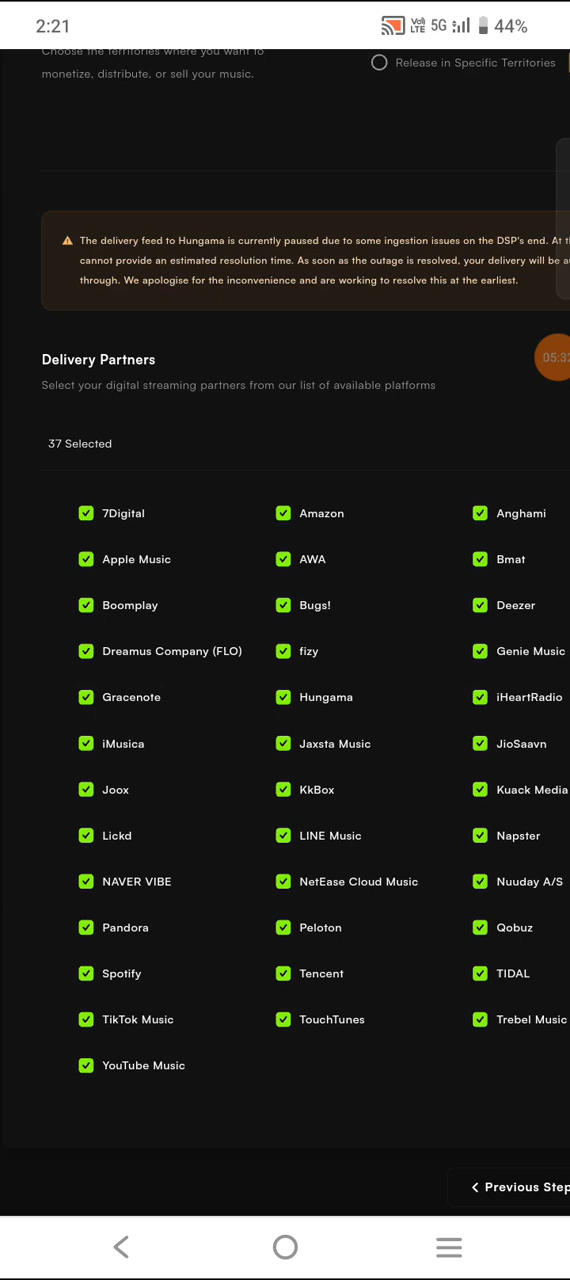 2:21 5G 44%
Choose the territories where you want to
monetize, distribute, or sell your music.
Release in Specific Territories
The delivery feed to Hungama is currently paused due to some ingestion issues on the DSP's end. At
cannot provide an estimated resolution time. As soon as the outage is resolved, your delivery will be
through. We apologise for the inconvenience and are working to resolve this at the earliest.
Delivery Partners
05:32
Select your digital streaming partners from our list of available platforms
37 Selected
7Digital Amazon Anghami
Apple Music AWA Bmat
Boomplay Bugs! Deezer
Dreamus Company (FLO) fizy Genie Music
Gracenote Hungama iHeartRadio
iMusica Jaxsta Music JioSaavn
Joox KkBox Kuack Media
Lickd LINE Music Napster
NAVER VIBE NetEase Cloud Music Nuuday A/S
Pandora Peloton Qobuz
Spotify Tencent TIDAL
TikTok Music TouchTunes Trebel Music
YouTube Music
Previous Step